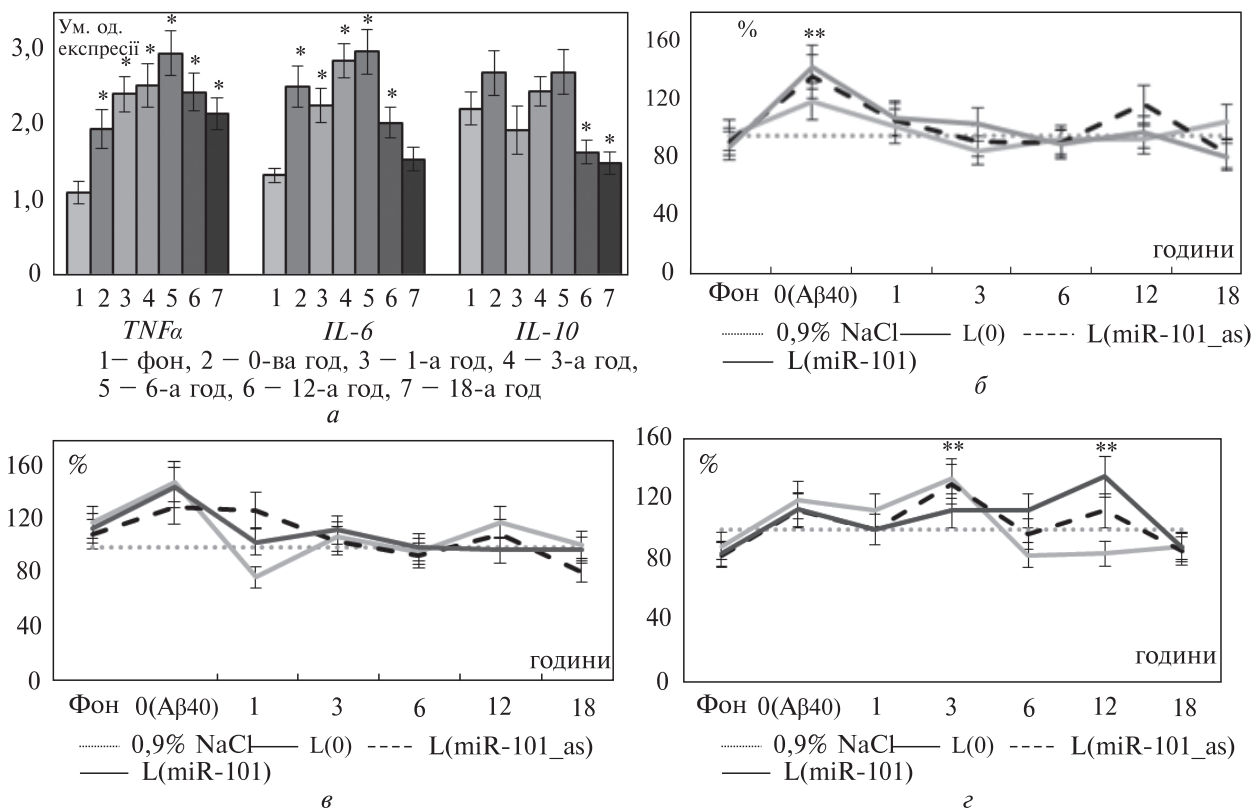 Ум. од.
експресії
3,0
2,0
1,0
0
* * * * * *
* * * * *
* *
1 2 3 4 5 6 7
1 2 3 4 5 6 7
1 2 3 4 5 6 7
TNFα IL-6 IL-10
1– фон, 2 – 0-ва год, 3 – 1-а год, 4 – 3-а год,
5 – 6-а год, 6 – 12-а год, 7 – 18-а год
а
160
120
80
40
0
%
**
години
Фон 0(Аβ40) 1 3 6 12 18
0,9% NaCl L(0) L(miR-101_as)
L(miR-101)
б
160
120
80
40
0
%
години
Фон 0(Аβ40) 1 3 6 12 18
0,9% NaCl L(0) L(miR-101_as)
L(miR-101)
в
160
120
80
40
0
%
** **
години
Фон 0(Аβ40) 1 3 6 12 18
0,9% NaCl L(0) L(miR-101_as)
L(miR-101)
г